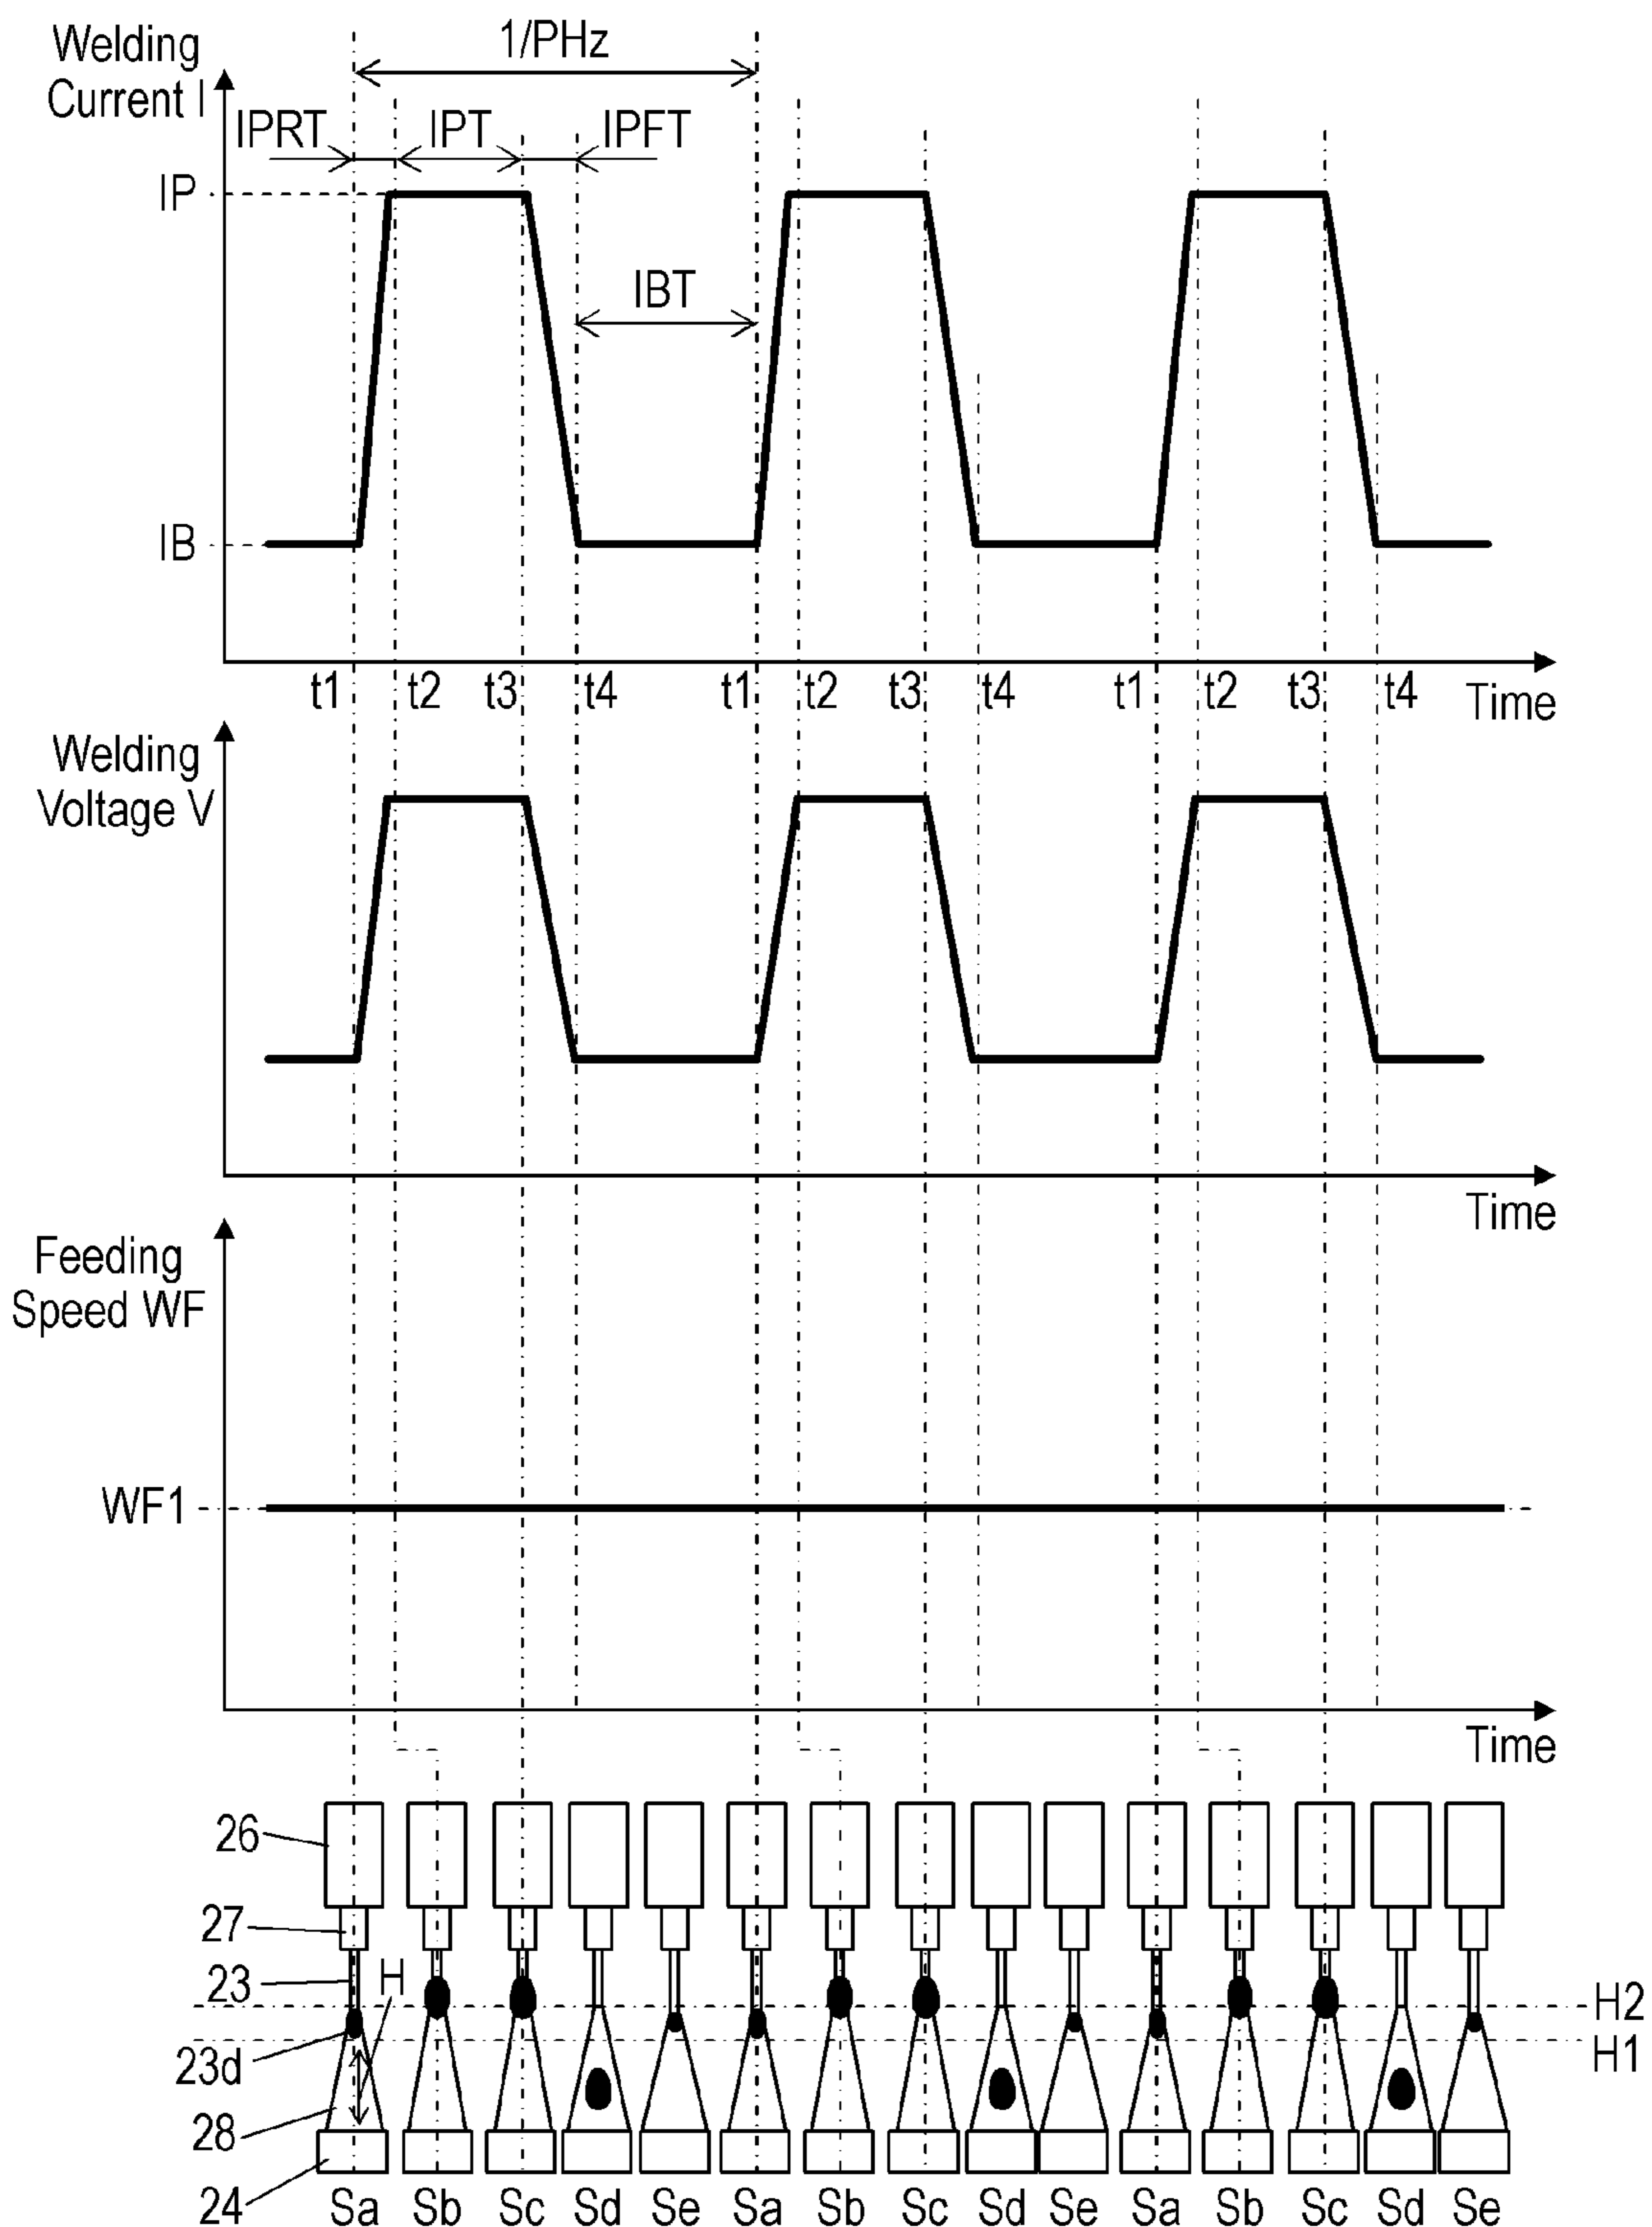 Welding
Current I
1/PHz
IPRT IPT IPFT
IP
IBT
IB
t1 t2 t3 t4 t1 t2 t3 t4 t1 t2 t3 t4 Time
Welding
Voltage V
Time
Feeding
Speed WF
WF1
Time
26
27
23 H
H2
H1
23d
28
24 Sa Sb Sc Sd Se Sa Sb Sc Sd Se Sa Sb Sc Sd Se